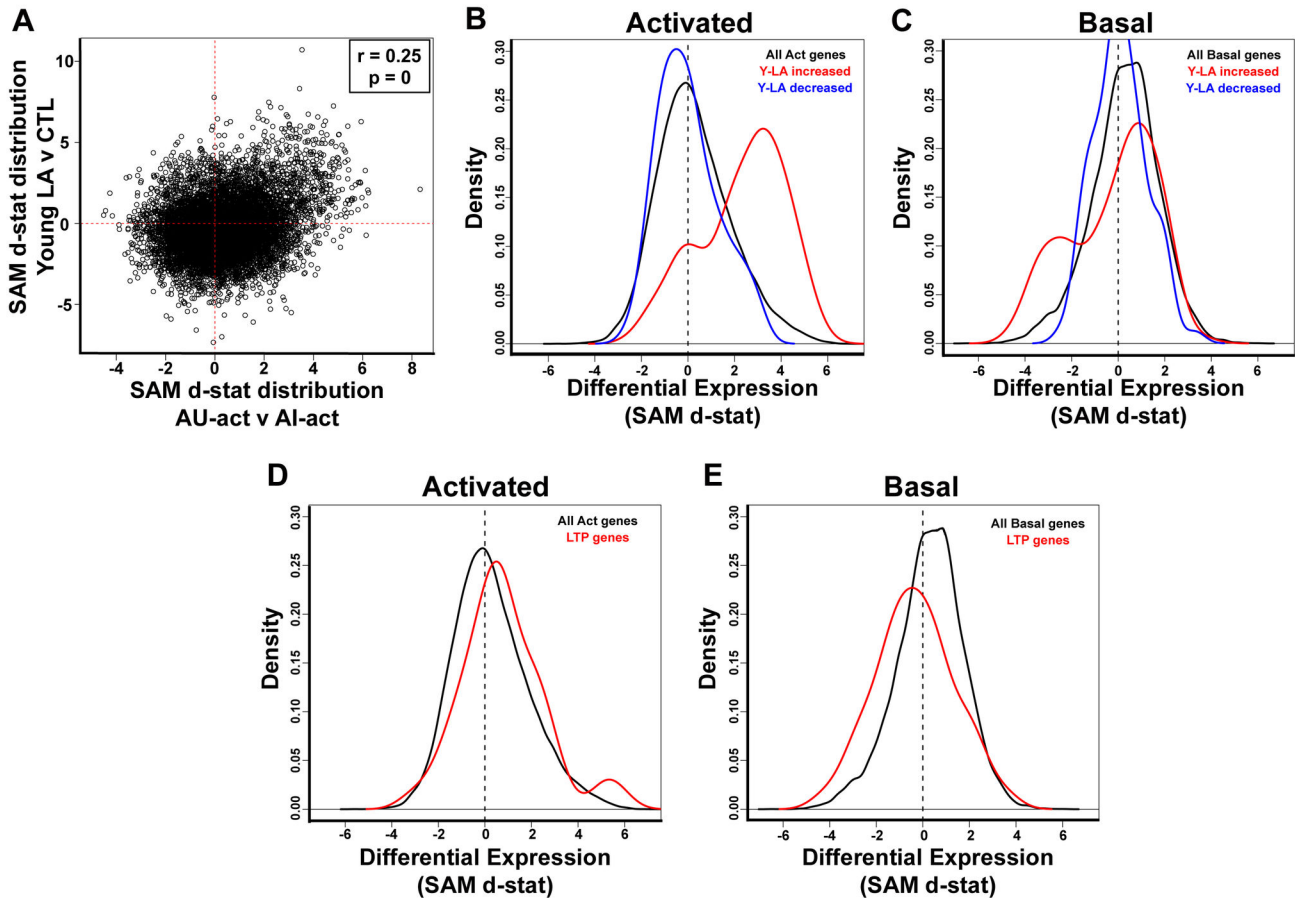 A
SAM d-stat distribution
Young LA v CTL
10
5
0
-5
r = 0.25
p = 0
-4 -2 0 2 4 6 8
SAM d-stat distribution
AU-act v AI-act
B
Activated
Density
0.30
0.25
0.20
0.15
0.10
0.05
0.00
All Act genes
Y-LA increased
Y-LA decreased
-6 -4 -2 0 2 4 6
Differential Expression
(SAM d-stat)
C
Basal
Density
0.30
0.25
0.20
0.15
0.10
0.05
0.00
All Basal genes
Y-LA increased
Y-LA decreased
-6 -4 -2 0 2 4 6
Differential Expression
(SAM d-stat)
D
Activated
Density
0.30
0.25
0.20
0.15
0.10
0.05
0.00
All Act genes
LTP genes
-6 -4 -2 0 2 4 6
Differential Expression
(SAM d-stat)
E
Basal
Density
0.30
0.25
0.20
0.15
0.10
0.05
0.00
All Basal genes
LTP genes
-6 -4 -2 0 2 4 6
Differential Expression
(SAM d-stat)